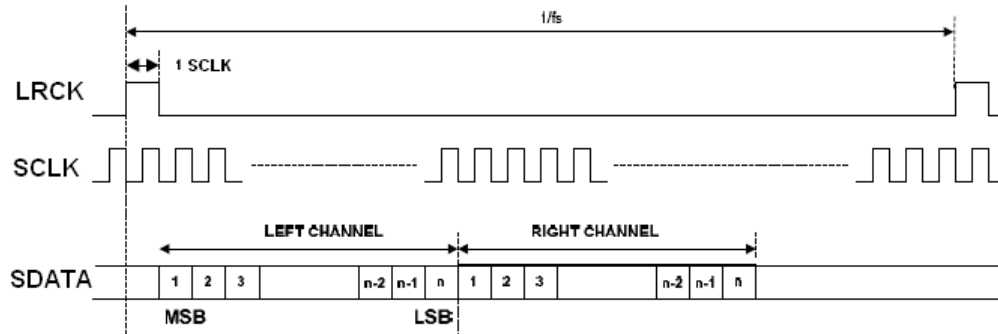 1/fs
1 SCLK
LRCK
SCLK
LEFT CHANNEL
RIGHT CHANNEL
SDATA
1 2 3 n-2 n-1 n 1 2 3 n-2 n-1 n
MSB
LSB